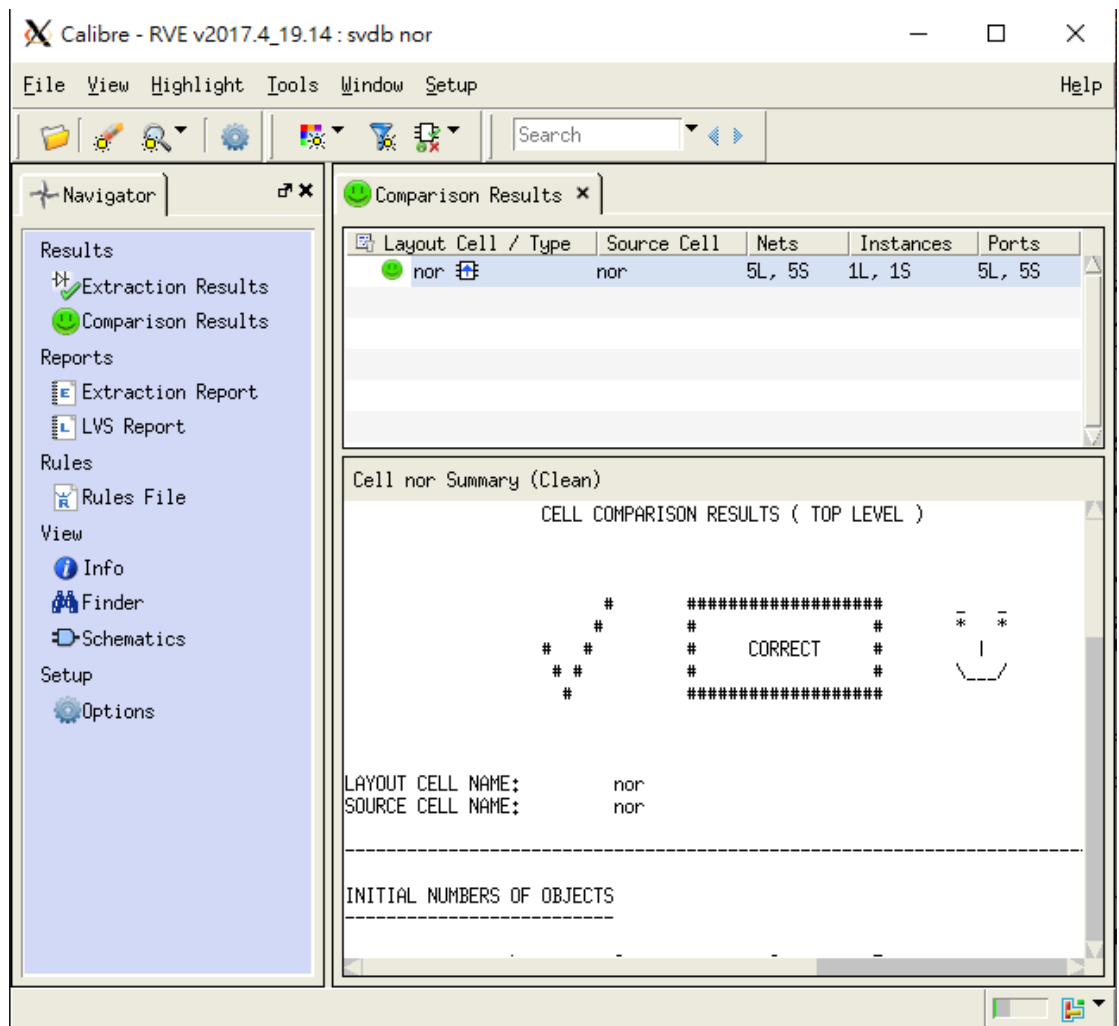 Calibre - RVE v2017.4_19.14 : svdb nor
File View Highlight Tools Window Setup Help
Search
Navigator
Results
Extraction Results
Comparison Results
Reports
Extraction Report
LVS Report
Rules
Rules File
View
Info
Finder
Schematics
Setup
Options
Comparison Results
Layout Cell / Type Source Cell Nets Instances Ports
nor nor 5L, 5S 1L, 1S 5L, 5S
Cell nor Summary (Clean)
CELL COMPARISON RESULTS ( TOP LEVEL )
# ################### _ _
# # # * *
# # # CORRECT # |
# # # # \___/
# ###################
LAYOUT CELL NAME: nor
SOURCE CELL NAME: nor
INITIAL NUMBERS OF OBJECTS
--------------------------